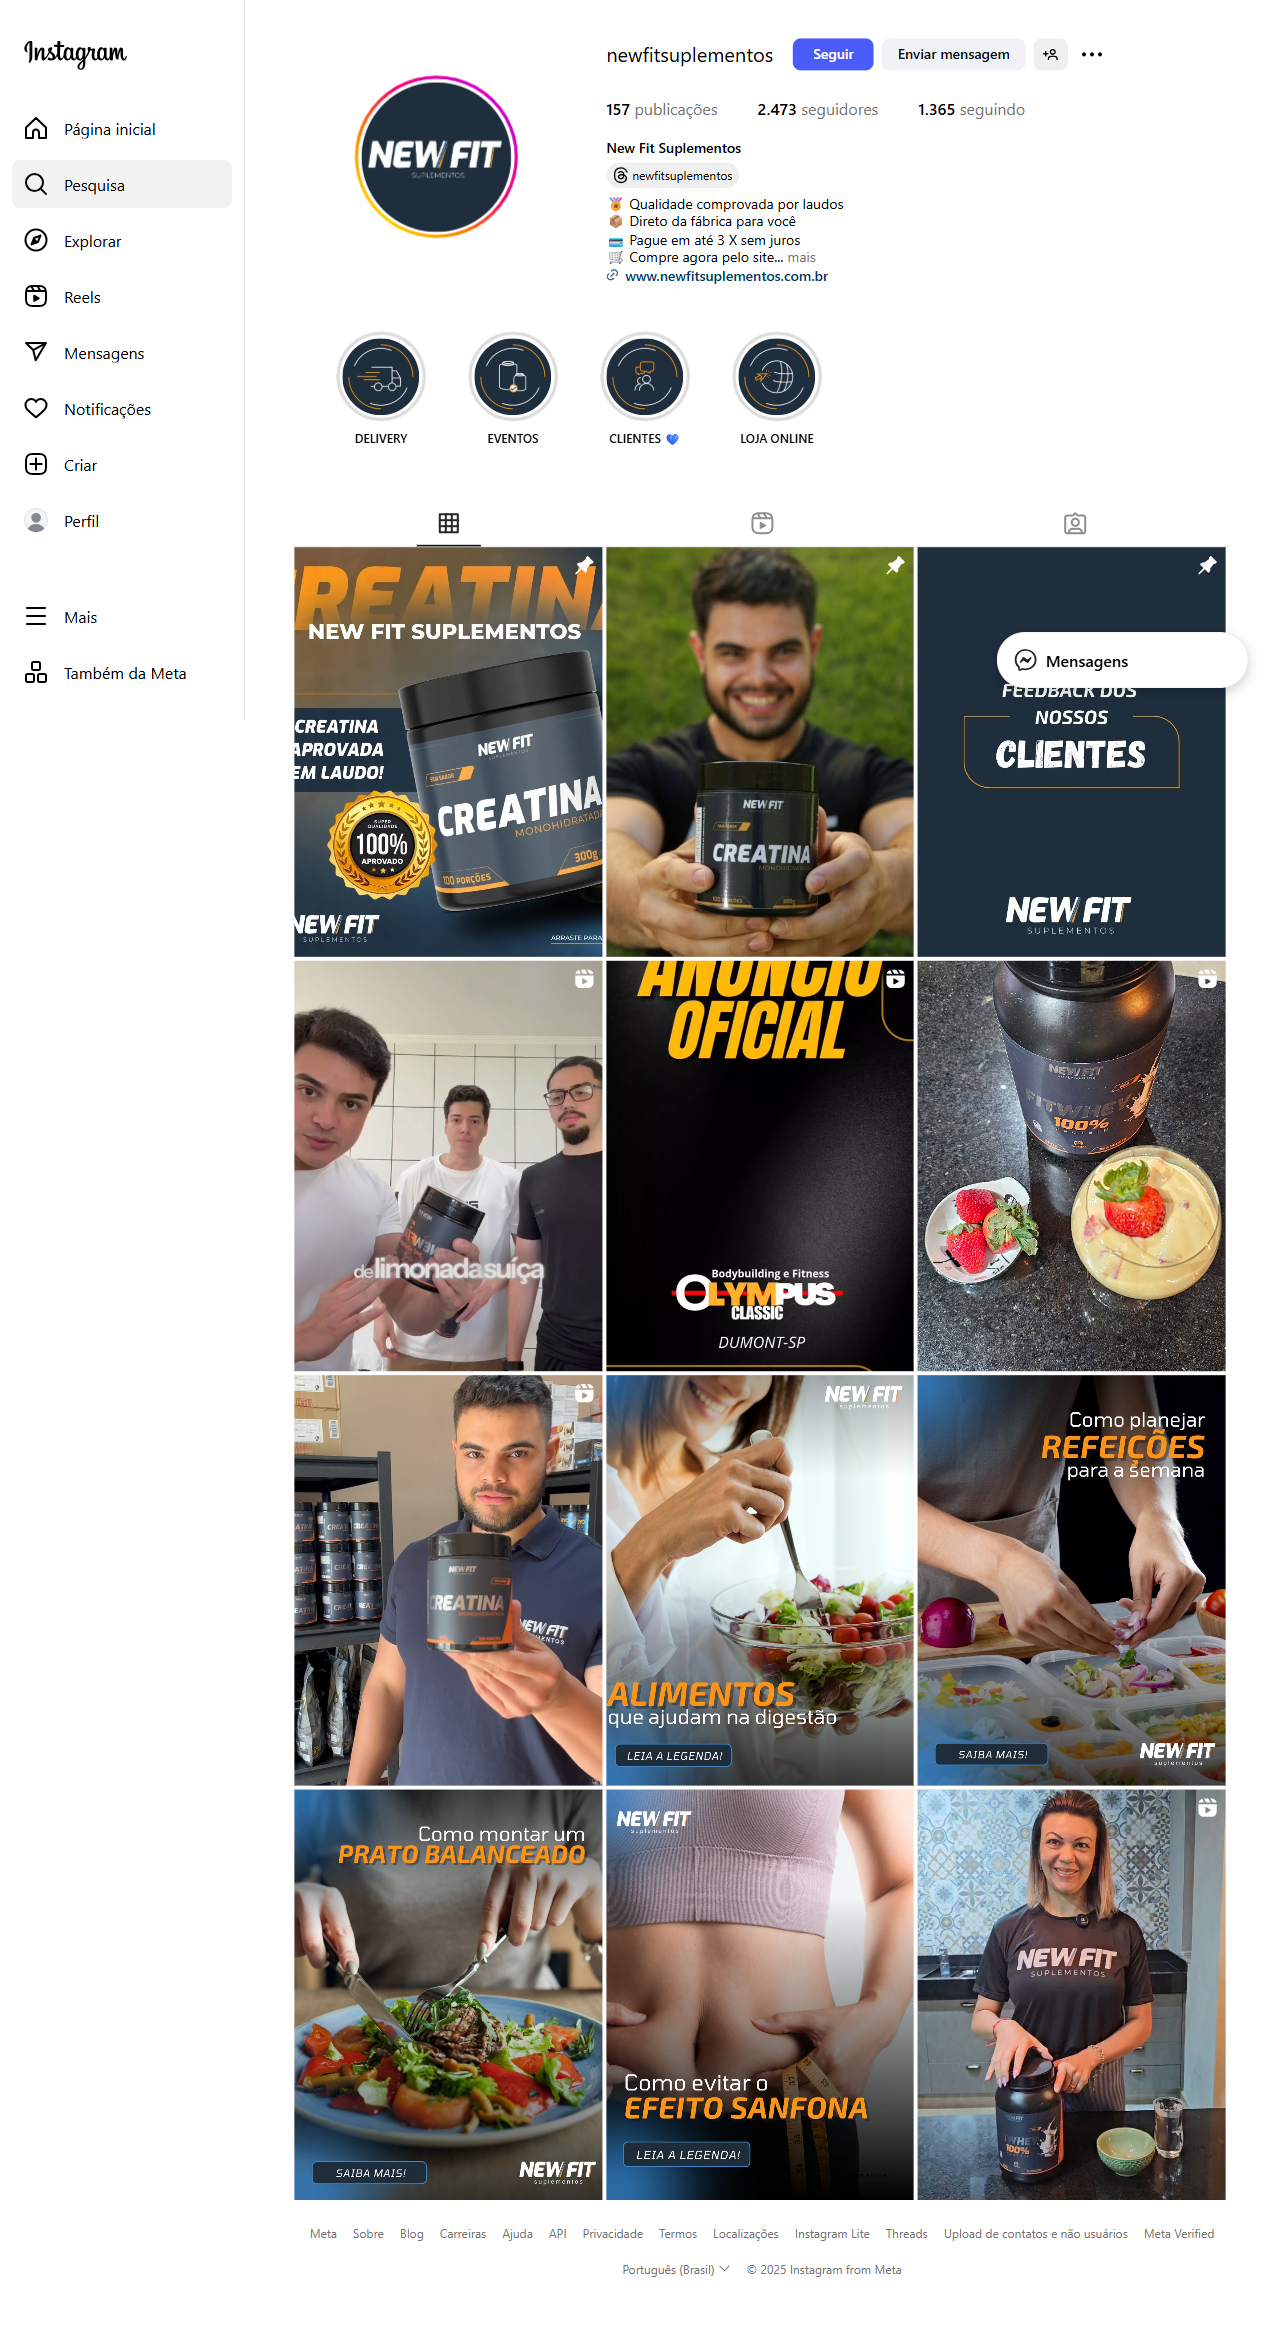 Instagram
Página inicial
Pesquisa
Explorar
Reels
Mensagens
Notificações
Criar
Perfil
Mais
Também da Meta
newfitsuplementos
Seguir
Enviar mensagem
157 publicações
2.473 seguidores
1.365 seguindo
New Fit Suplementos
newfitsuplementos
🏅 Qualidade comprovada por laudos
📦 Direto da fábrica para você
💳 Pague em até 3 X sem juros
🛒 Compre agora pelo site... mais
www.newfitsuplementos.com.br
NEW FIT
SUPLEMENTOS
DELIVERY
EVENTOS
CLIENTES 💙
LOJA ONLINE
CREATINA
NEW FIT SUPLEMENTOS
CREATINA
APROVADA
EM LAUDO!
SUPER
QUALIDADE
100%
APROVADO
NEW FIT
SUPLEMENTOS
CREATINA
MONOHIDRATADA
100 PORÇÕES
300g
NEW FIT
SUPLEMENTOS
ARRASTE PARA
NEW FIT
CREATINA
Mensagens
FEEDBACK DOS
NOSSOS
CLIENTES
NEW FIT
SUPLEMENTOS
de limonada suíça
ANÚNCIO
OFICIAL
Bodybuilding e Fitness
OLYMPUS
CLASSIC
DUMONT-SP
NEW FIT
FITWHEY
100%
NEW FIT
CREATINA
NEW FIT
NEW FIT
suplementos
ALIMENTOS
que ajudam na digestão
LEIA A LEGENDA!
Como planejar
REFEIÇÕES
para a semana
SAIBA MAIS!
NEW FIT
suplementos
Como montar um
PRATO BALANCEADO
SAIBA MAIS!
NEW FIT
suplementos
NEW FIT
suplementos
Como evitar o
EFEITO SANFONA
LEIA A LEGENDA!
NEW FIT
SUPLEMENTOS
WHEY
100%
Meta
Sobre
Blog
Carreiras
Ajuda
API
Privacidade
Termos
Localizações
Instagram Lite
Threads
Upload de contatos e não usuários
Meta Verified
Português (Brasil)
© 2025 Instagram from Meta